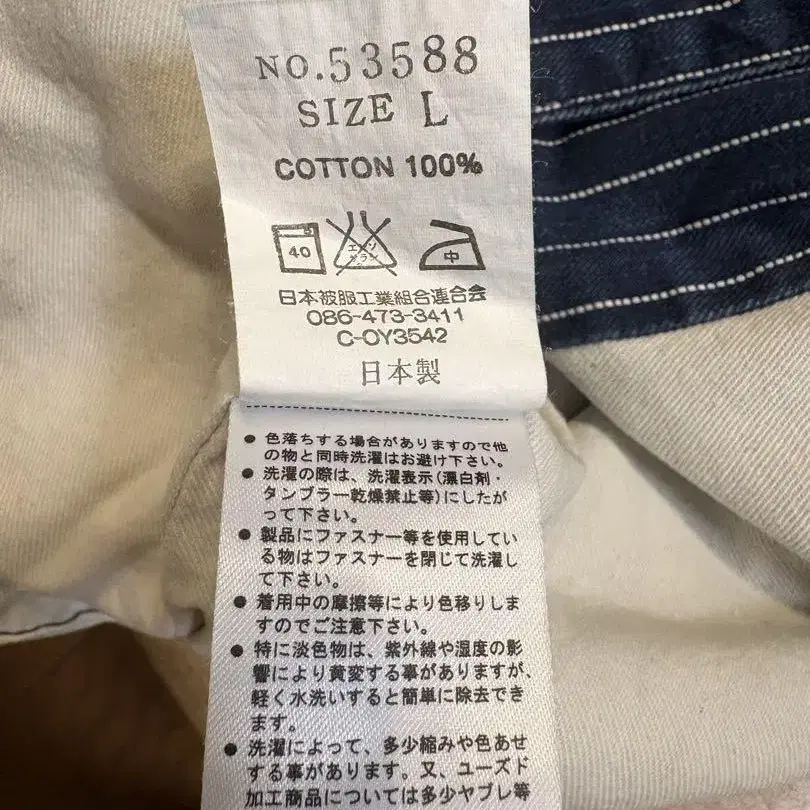 NO.53588
SIZE L
COTTON 100%
40 エンソ サラシ 中
日本被服工業組合連合会
086-473-3411
C-OY3542
日本製
● 色落ちする場合がありますので他
の物と同時洗濯はお避け下さい。
● 洗濯の際は、洗濯表示(漂白剤・
タンブラー乾燥禁止等)にしたが
って下さい。
● 製品にファスナー等を使用してい
る物はファスナーを閉じて洗濯し
て下さい。
● 着用中の摩擦等により色移りしま
すのでご注意下さい。
● 特に淡色物は、紫外線や湿度の影
響により黄変する事がありますが、
軽く水洗いすると簡単に除去でき
ます。
● 洗濯によって、多少縮みや色あせ
する事があります。又、ユーズド
加工商品については多少ヤブレ等